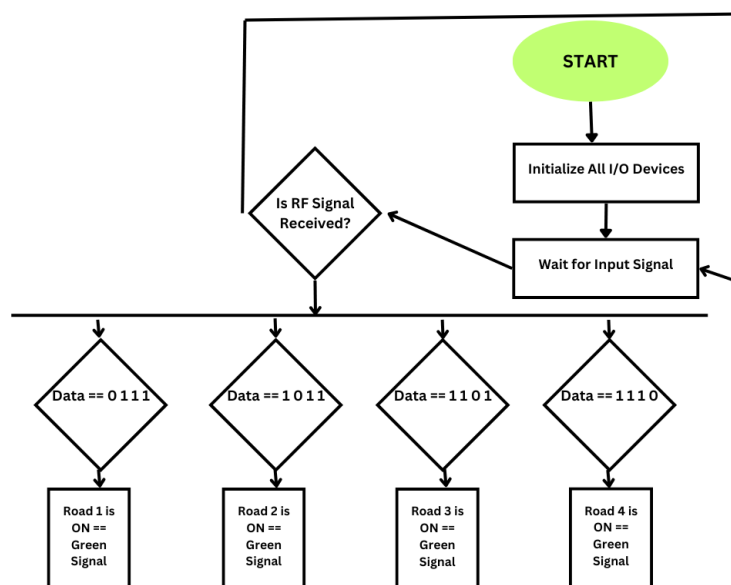 START
Initialize All I/O Devices
Is RF Signal
Received?
Wait for Input Signal
Data == 0 1 1 1
Data == 1 0 1 1
Data == 1 1 0 1
Data == 1 1 1 0
Road 1 is
ON ==
Green
Signal
Road 2 is
ON ==
Green
Signal
Road 3 is
ON ==
Green
Signal
Road 4 is
ON ==
Green
Signal